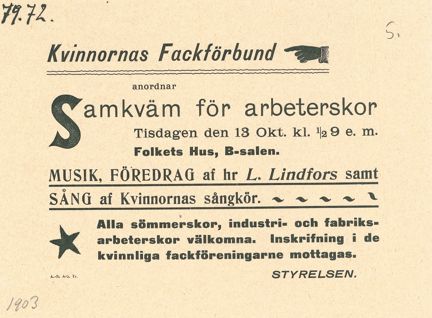 79.72.
5.
Kvinnornas Fackförbund
anordnar
Samkväm för arbeterskor
Tisdagen den 13 Okt. kl. ½9 e. m.
Folkets Hus, B-salen.
MUSIK, FÖREDRAG af hr L. Lindfors samt
SÅNG af Kvinnornas sångkör.
Alla sömmerskor, industri- och fabriks-
arbeterskor välkomna. Inskrifning i de
kvinnliga fackföreningarne mottagas.
STYRELSEN.
1903